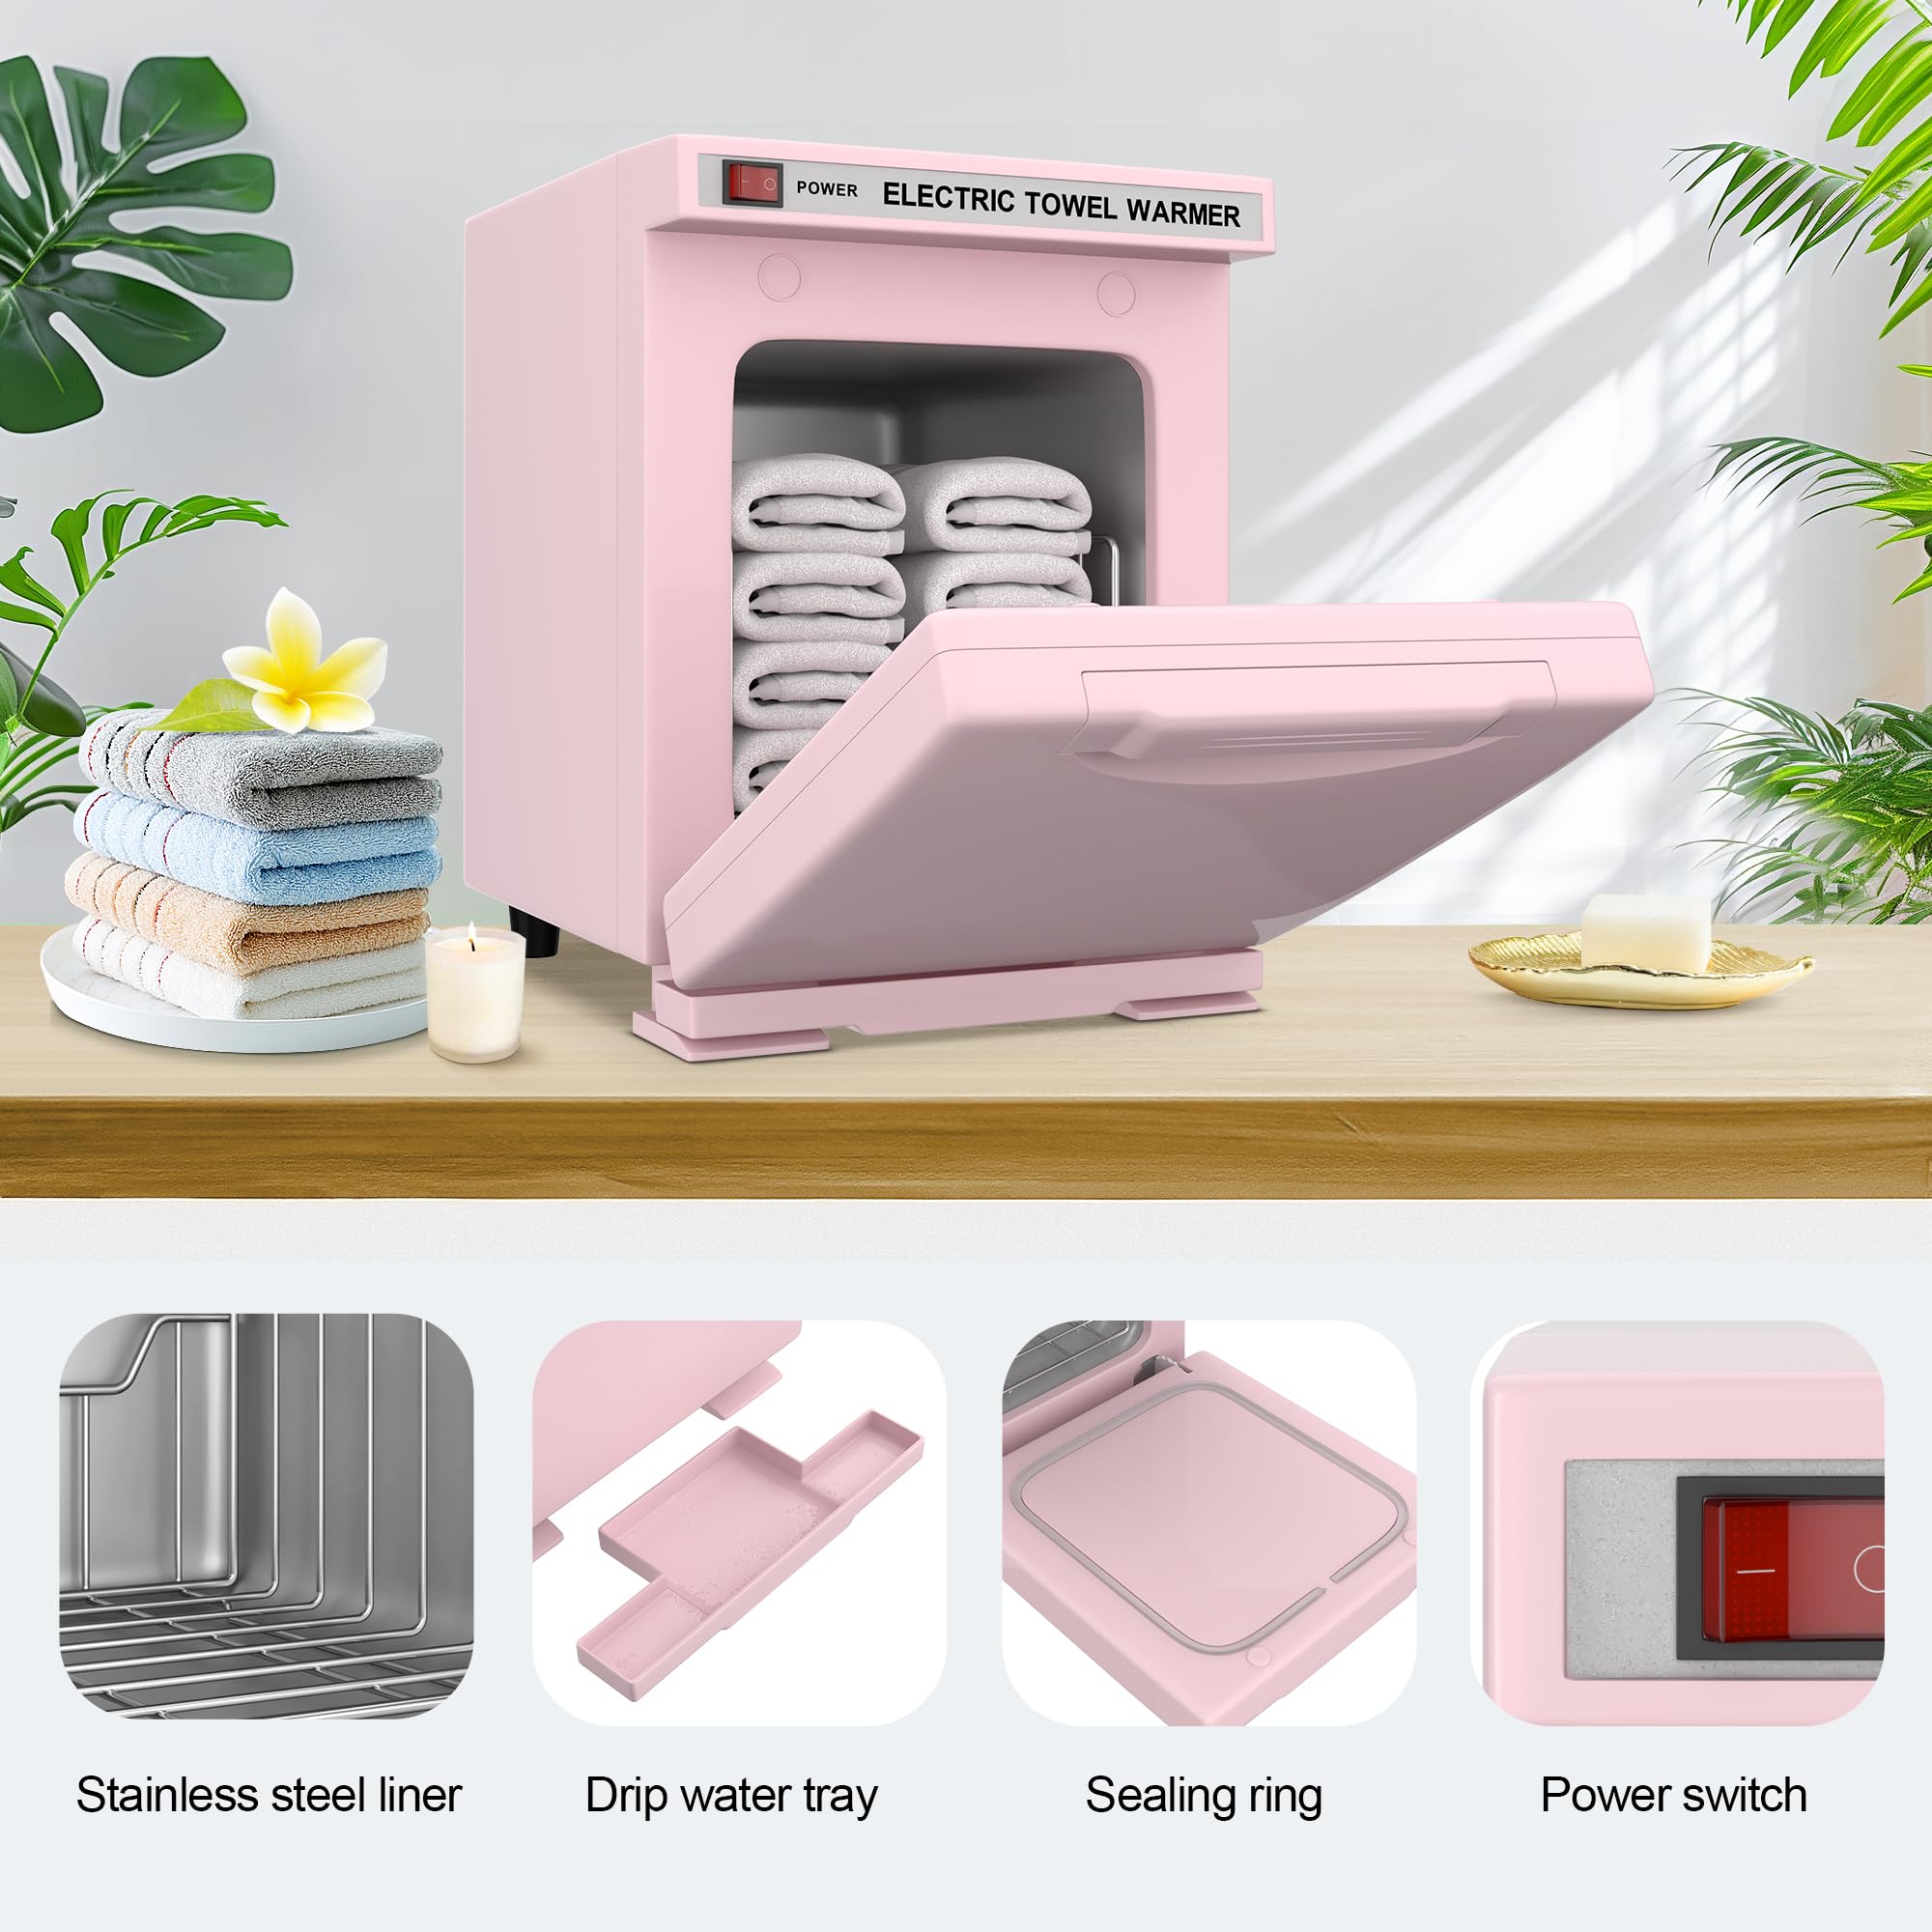 POWER ELECTRIC TOWEL WARMER
Stainless steel liner
Drip water tray
Sealing ring
Power switch